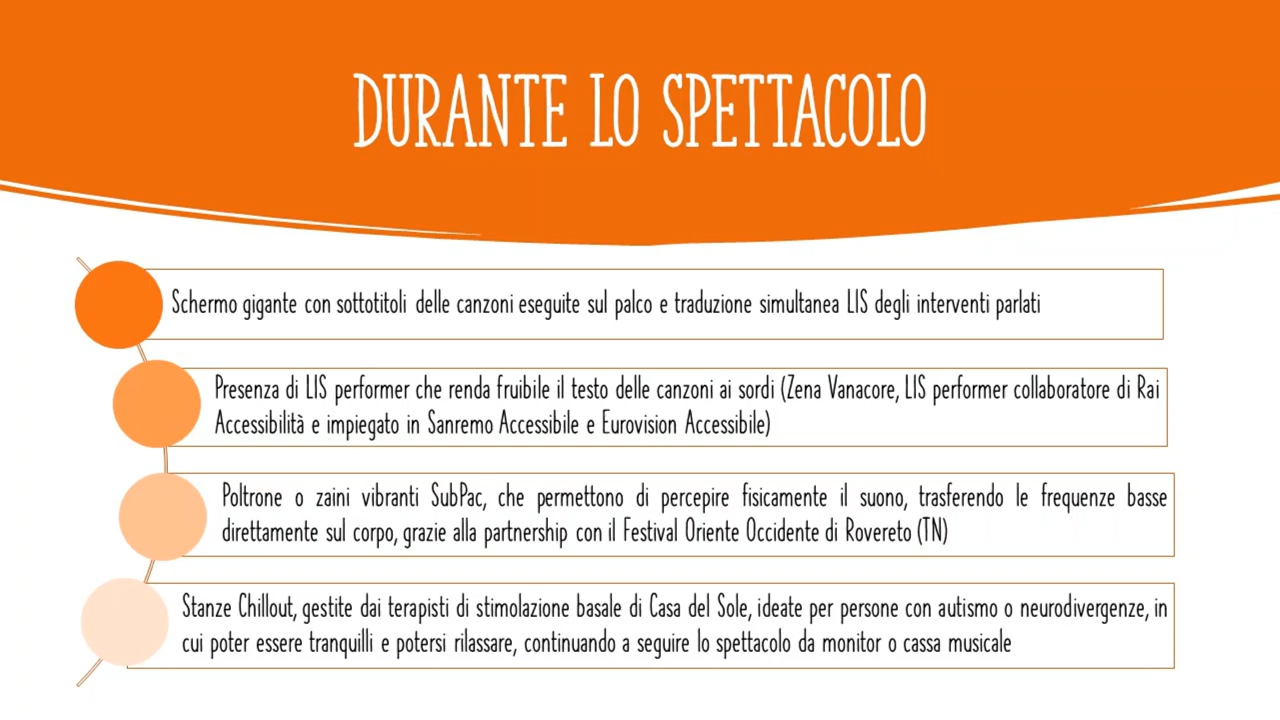 DURANTE LO SPETTACOLO
Schermo gigante con sottotitoli delle canzoni eseguite sul palco e traduzione simultanea LIS degli interventi parlati
Presenza di LIS performer che renda fruibile il testo delle canzoni ai sordi (Zena Vanacore, LIS performer collaboratore di Rai
Accessibilità e impiegato in Sanremo Accessibile e Eurovision Accessibile)
Poltrone o zaini vibranti SubPac, che permettono di percepire fisicamente il suono, trasferendo le frequenze basse
direttamente sul corpo, grazie alla partnership con il Festival Oriente Occidente di Rovereto (TN)
Stanze Chillout, gestite dai terapisti di stimolazione basale di Casa del Sole, ideate per persone con autismo o neurodivergenze, in
cui poter essere tranquilli e potersi rilassare, continuando a seguire lo spettacolo da monitor o cassa musicale